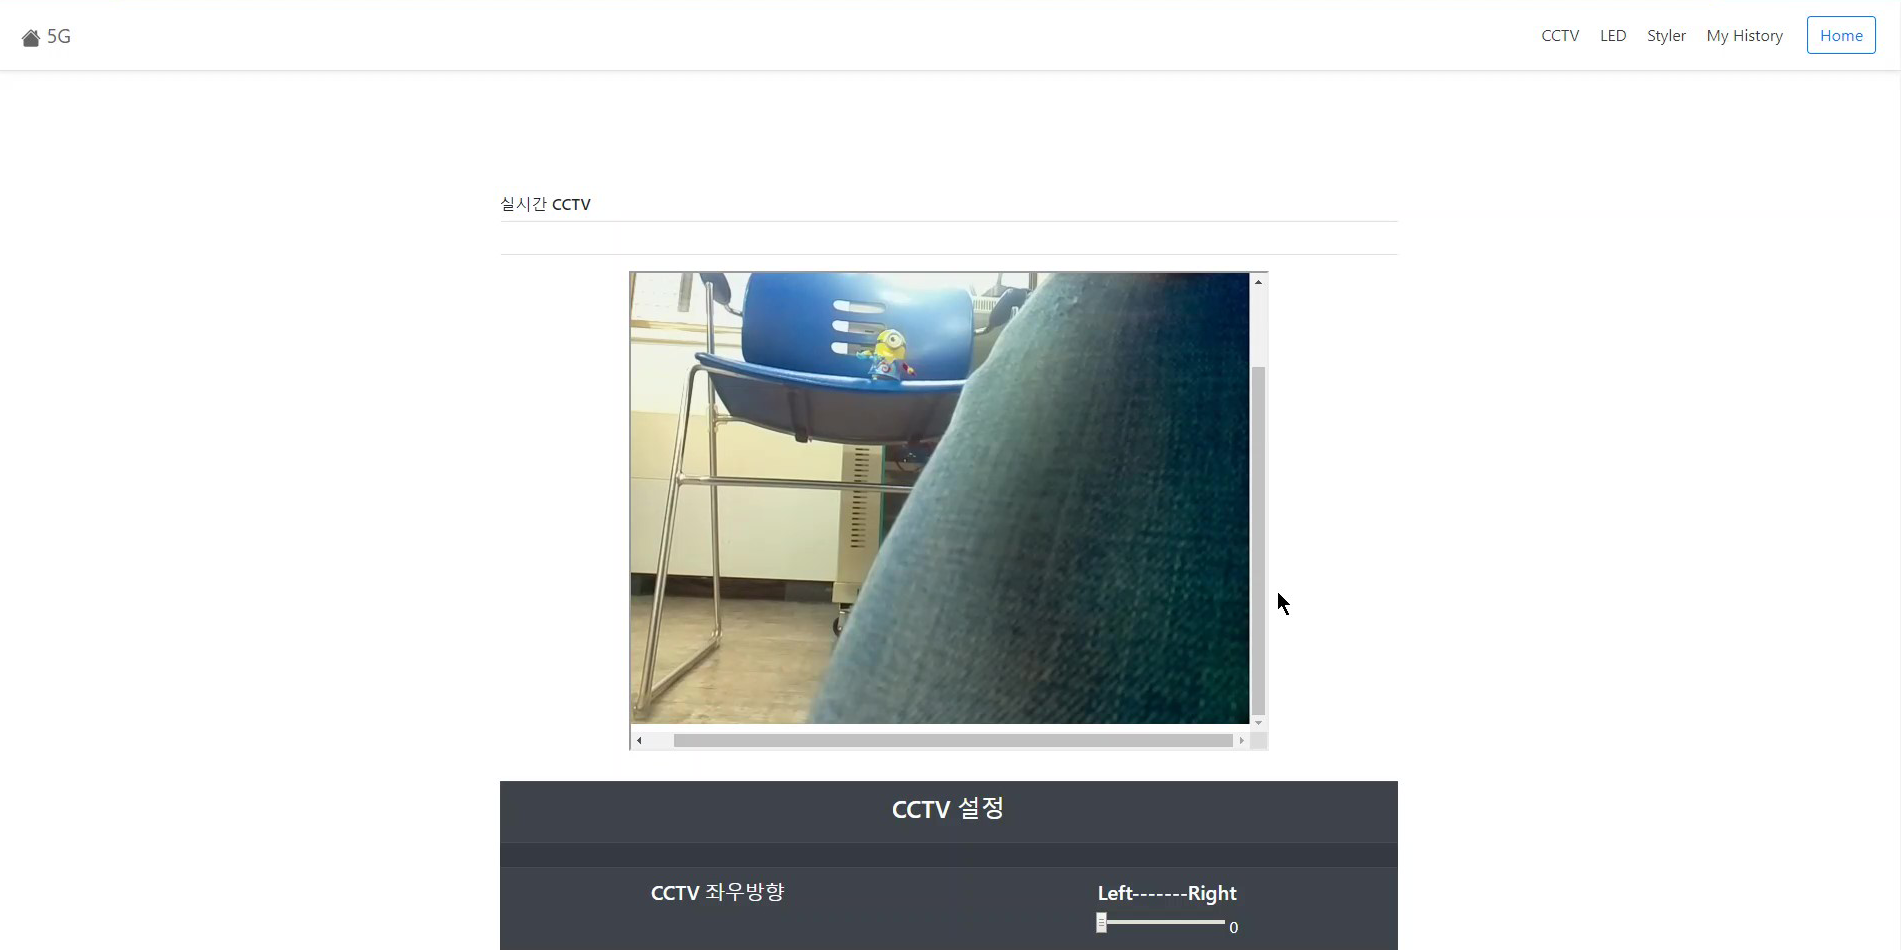 5G
CCTV LED Styler My History Home
실시간 CCTV
CCTV 설정
CCTV 좌우방향
Left-------Right
0